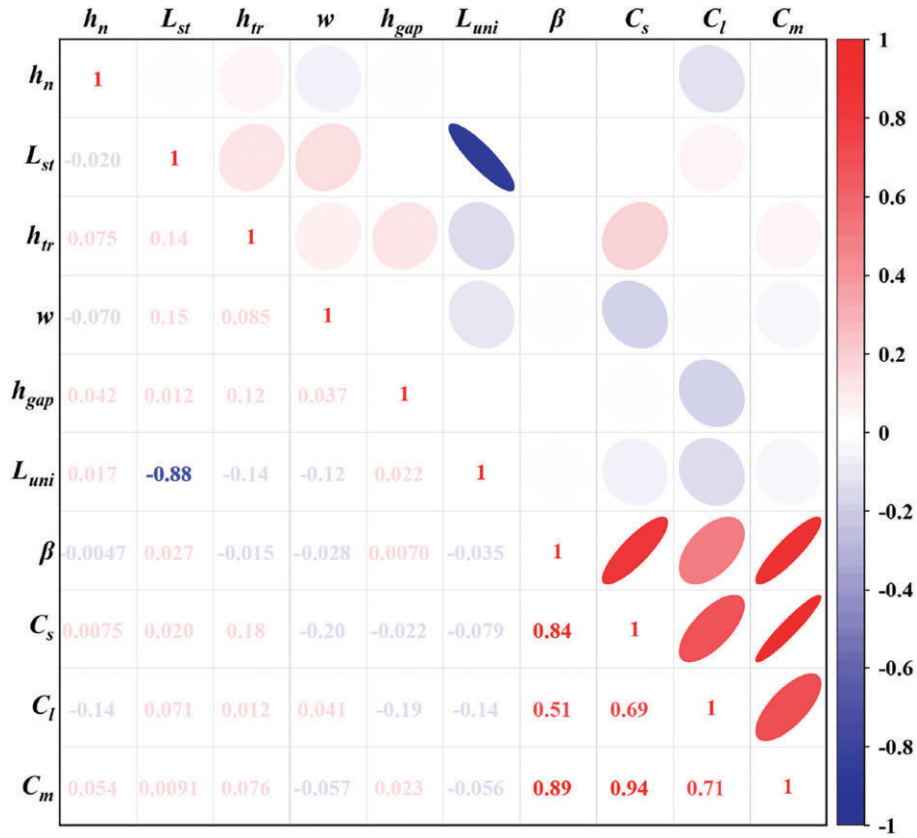 h_n L_st h_tr w h_gap L_uni β C_s C_l C_m
h_n 1
L_st -0.020 1
h_tr 0.075 0.14 1
w -0.070 0.15 0.085 1
h_gap 0.042 0.012 0.12 0.037 1
L_uni 0.017 -0.88 -0.14 -0.12 0.022 1
β -0.0047 0.027 -0.015 -0.028 0.0070 -0.035 1
C_s 0.0075 0.020 0.18 -0.20 -0.022 -0.079 0.84 1
C_l -0.14 0.071 0.012 0.041 -0.19 -0.14 0.51 0.69 1
C_m 0.054 0.0091 0.076 -0.057 0.023 -0.056 0.89 0.94 0.71 1
1
0.8
0.6
0.4
0.2
0
-0.2
-0.4
-0.6
-0.8
-1